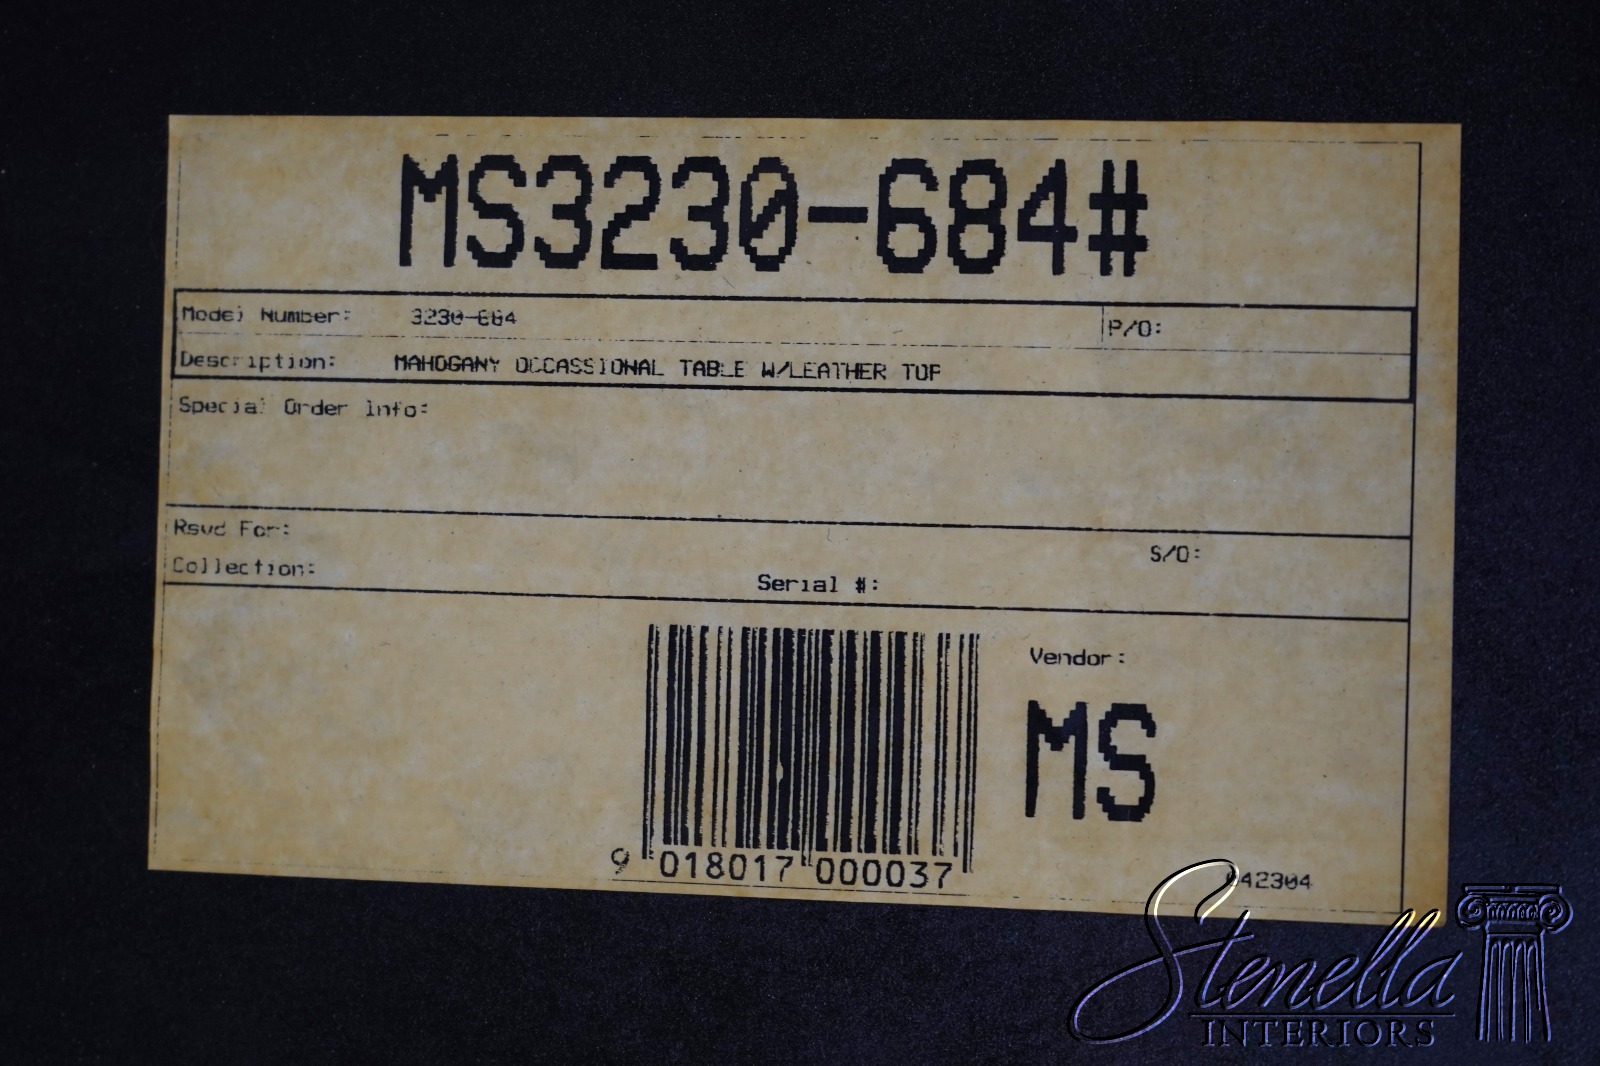 MS3230-684#
Model Number: 3230-684 P/O:
Description: MAHOGANY OCCASSIONAL TABLE W/LEATHER TOP
Special Order Info:
Rsvd For:
S/O:
Collection:
Serial #:
Vendor:
MS
9 018017 000037
042304
Stenella
INTERIORS